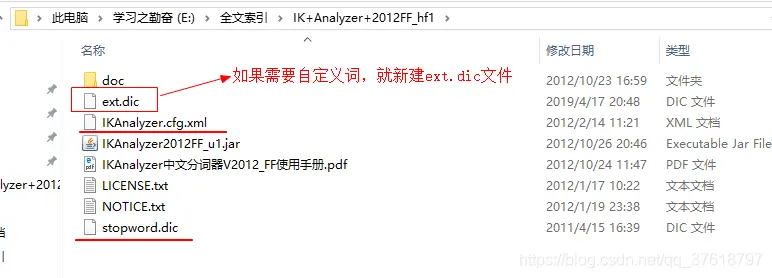 此电脑 › 学习之勤奋 (E:) › 全文索引 › IK+Analyzer+2012FF_hf1 ›
名称 修改日期 类型
doc 2012/10/23 16:59 文件夹
如果需要自定义词，就新建ext.dic文件
ext.dic 2019/4/17 20:48 DIC 文件
IKAnalyzer.cfg.xml 2012/2/14 11:21 XML 文档
IKAnalyzer2012FF_u1.jar 2012/10/26 20:46 Executable Jar File
IKAnalyzer中文分词器V2012_FF使用手册.pdf 2012/10/24 11:47 PDF 文件
LICENSE.txt 2012/1/17 10:22 文本文档
nalyzer+2012
NOTICE.txt 2012/1/19 23:38 文本文档
stopword.dic 2011/4/15 16:39 DIC 文件
https://blog.csdn.net/qq_37618797